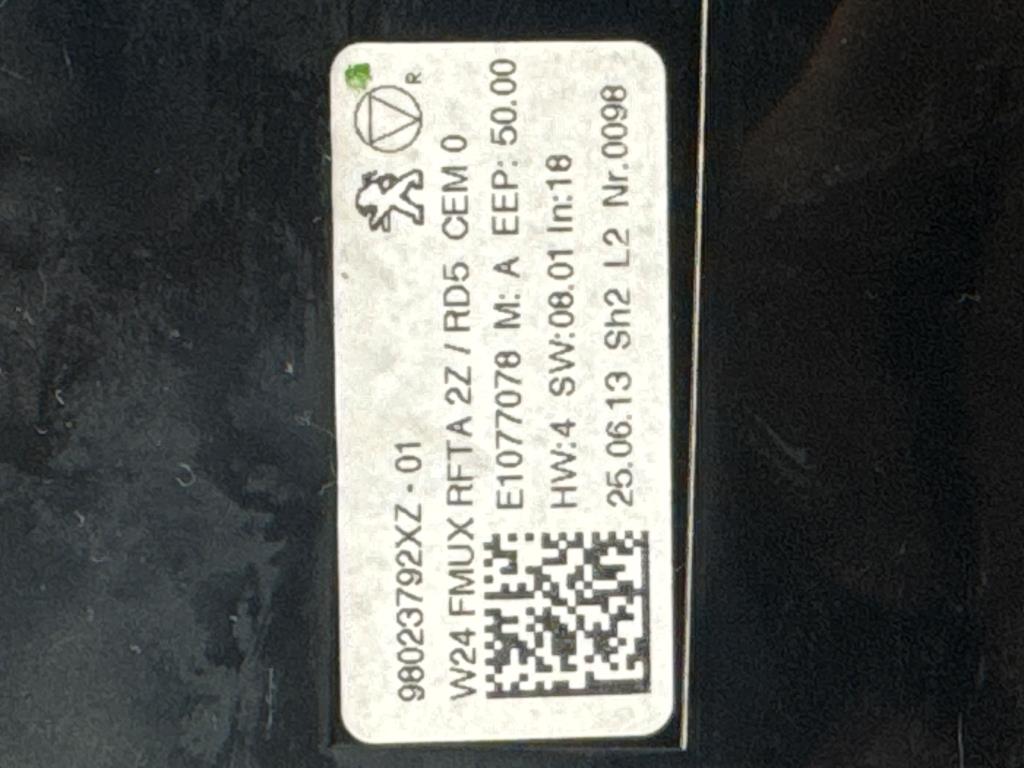 98023792XZ - 01
W24 FMUX RFTA 2Z / RD5 CEM 0
E1077078 M: A EEP: 50.00
HW:4 SW:08.01 In:18
25.06.13 Sh2 L2 Nr.0098
R